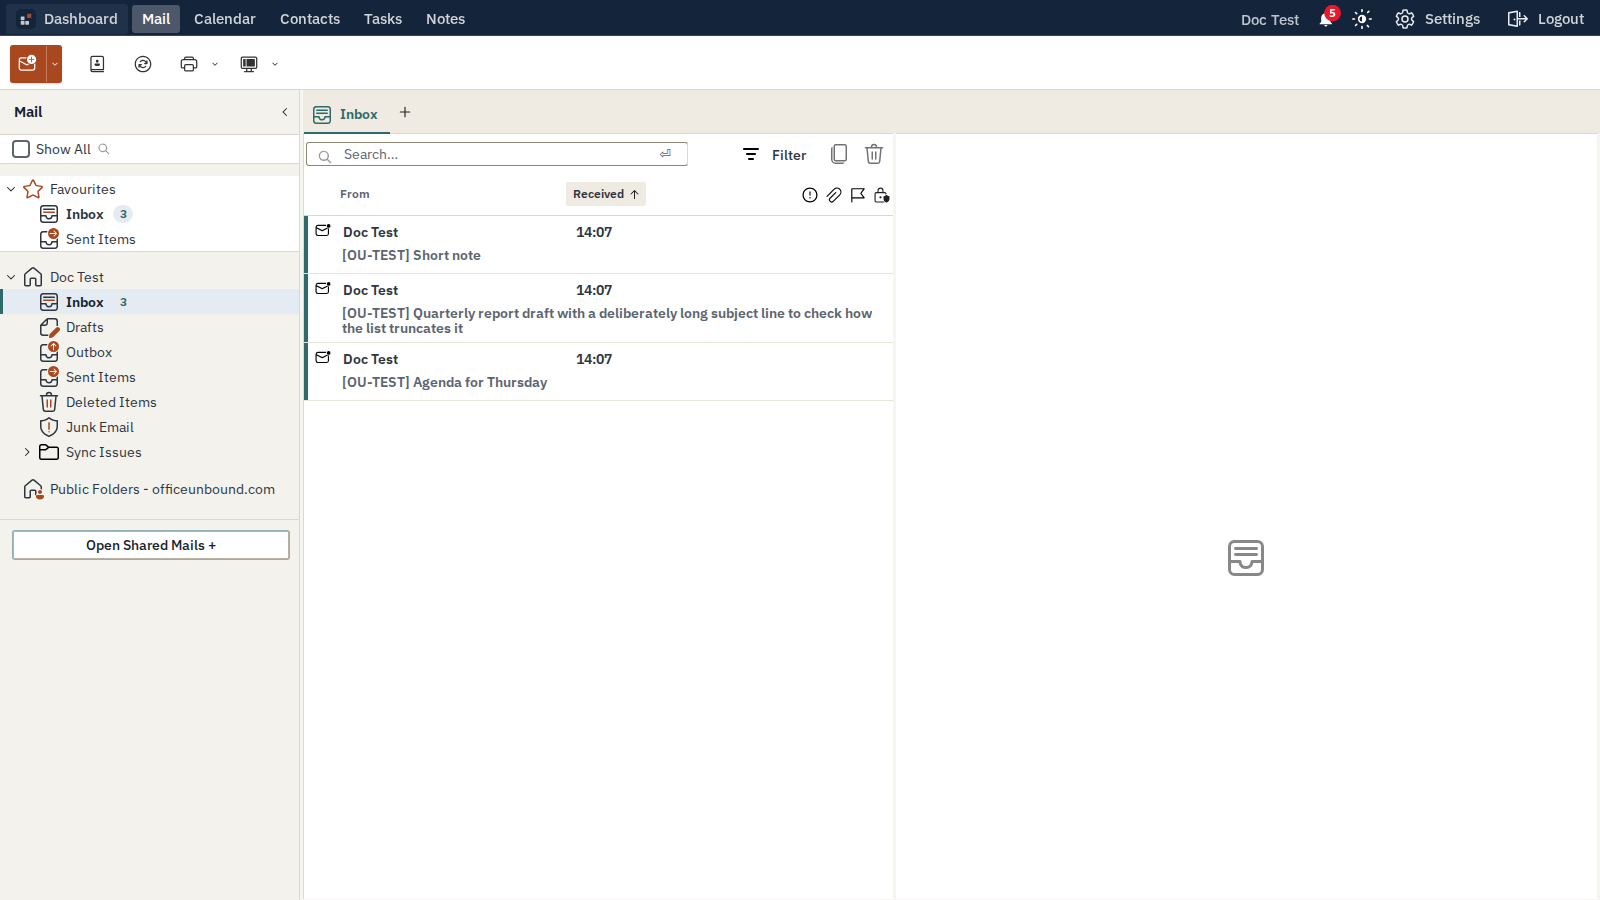 Dashboard Mail Calendar Contacts Tasks Notes Doc Test 5 Settings Logout
Mail
Show All
Favourites
Inbox 3
Sent Items
Doc Test
Inbox 3
Drafts
Outbox
Sent Items
Deleted Items
Junk Email
Sync Issues
Public Folders - officeunbound.com
Open Shared Mails +
Inbox +
Search... Filter
From Received
Doc Test 14:07
[OU-TEST] Short note
Doc Test 14:07
[OU-TEST] Quarterly report draft with a deliberately long subject line to check how
the list truncates it
Doc Test 14:07
[OU-TEST] Agenda for Thursday